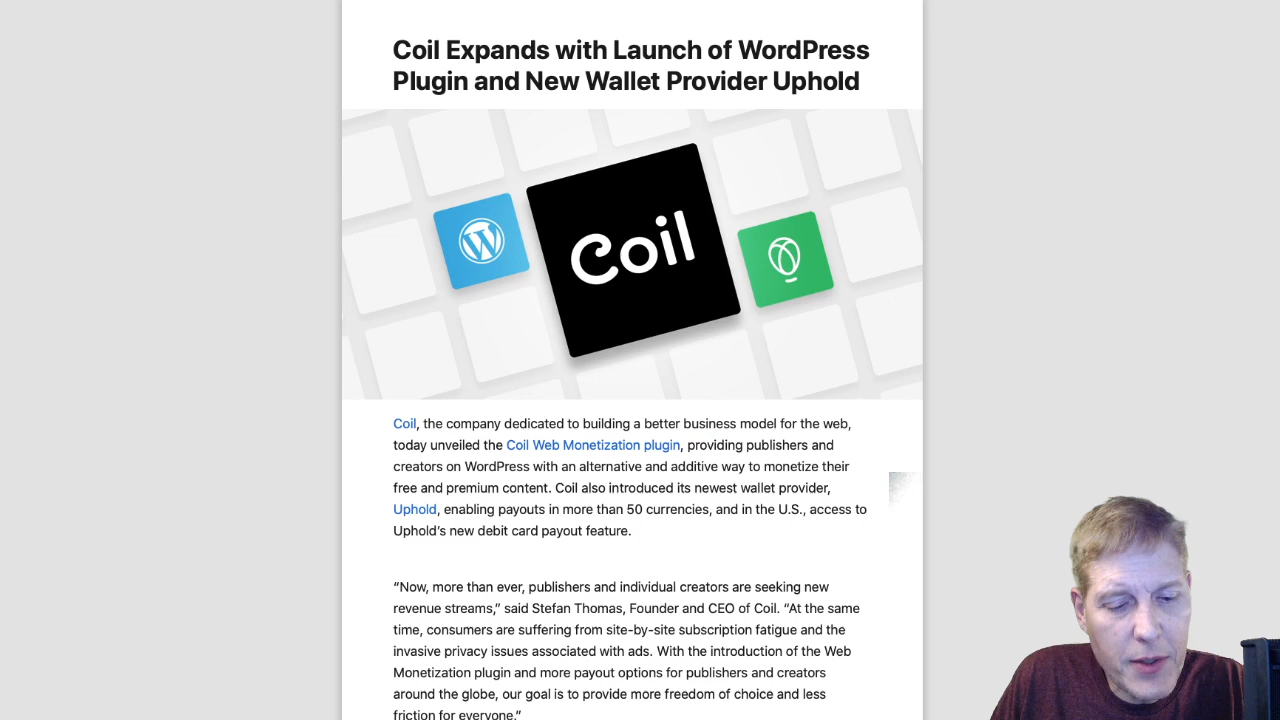 Coil Expands with Launch of WordPress
Plugin and New Wallet Provider Uphold
W
Coil
Coil, the company dedicated to building a better business model for the web,
today unveiled the Coil Web Monetization plugin, providing publishers and
creators on WordPress with an alternative and additive way to monetize their
free and premium content. Coil also introduced its newest wallet provider,
Uphold, enabling payouts in more than 50 currencies, and in the U.S., access to
Uphold’s new debit card payout feature.
“Now, more than ever, publishers and individual creators are seeking new
revenue streams,” said Stefan Thomas, Founder and CEO of Coil. “At the same
time, consumers are suffering from site-by-site subscription fatigue and the
invasive privacy issues associated with ads. With the introduction of the Web
Monetization plugin and more payout options for publishers and creators
around the globe, our goal is to provide more freedom of choice and less
friction for everyone.”